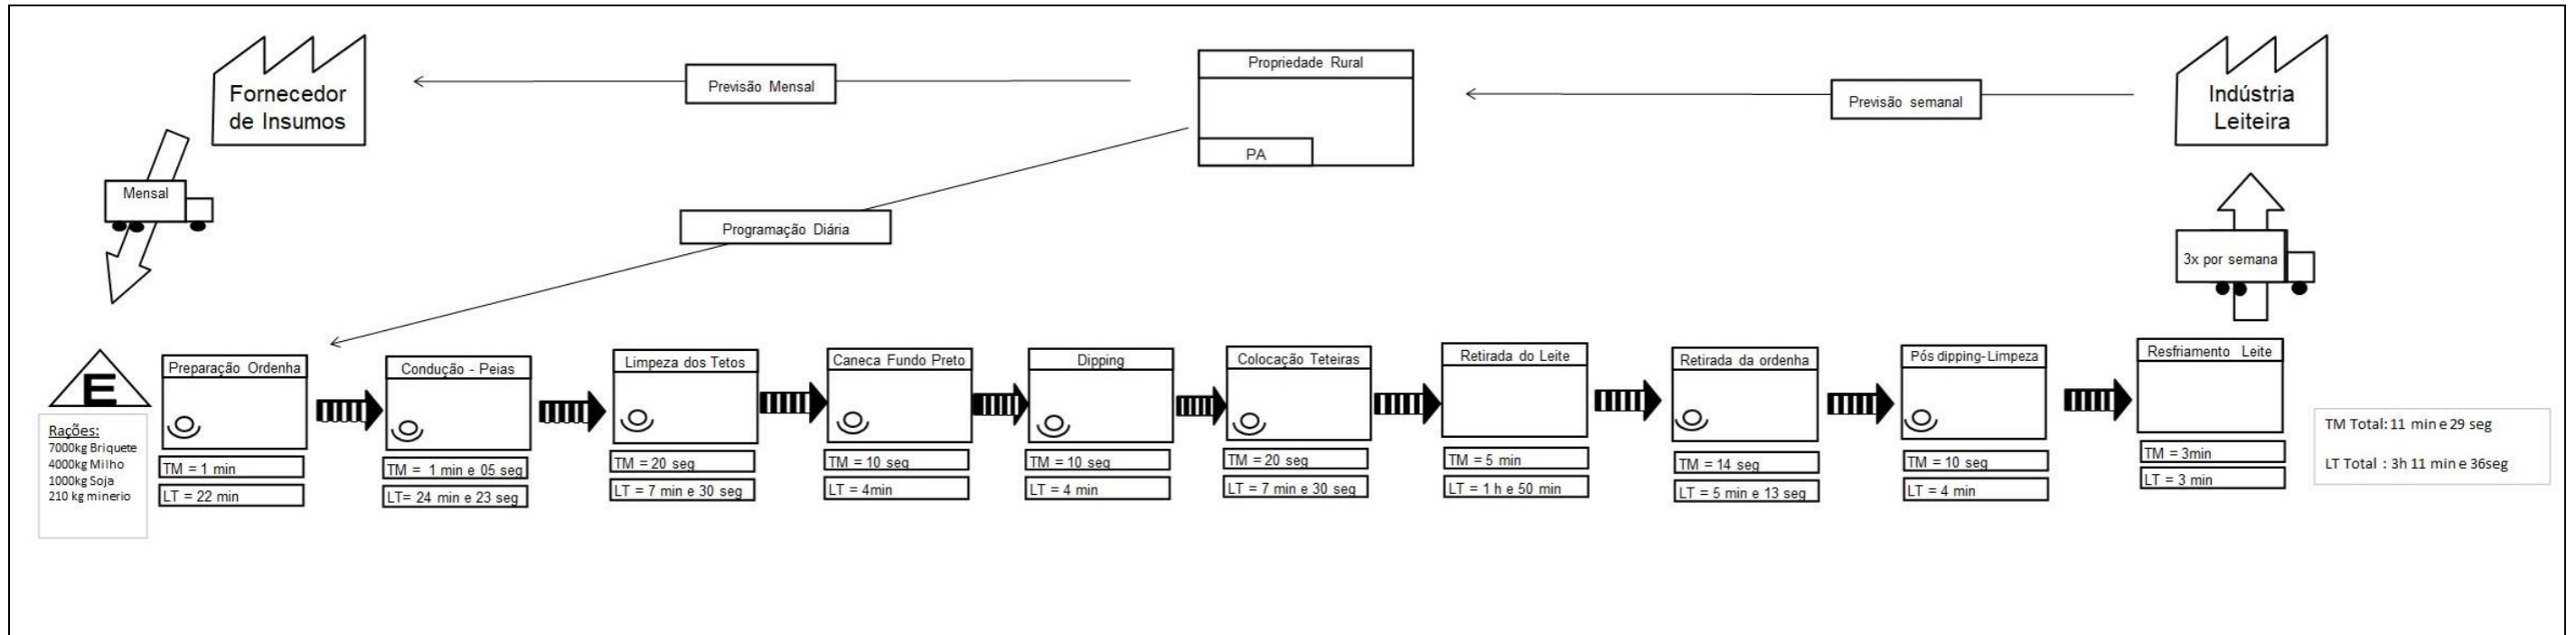 Fornecedor
de Insumos
Previsão Mensal
Propriedade Rural
PA
Previsão semanal
Indústria
Leiteira
Mensal
Programação Diária
3x por semana
E
Rações:
7000kg Briquete
4000kg Milho
1000kg Soja
210 kg minerio
Preparação Ordenha
TM = 1 min
LT = 22 min
Condução - Peias
TM = 1 min e 05 seg
LT= 24 min e 23 seg
Limpeza dos Tetos
TM = 20 seg
LT = 7 min e 30 seg
Caneca Fundo Preto
TM = 10 seg
LT = 4min
Dipping
TM = 10 seg
LT = 4 min
Colocação Teteiras
TM = 20 seg
LT = 7 min e 30 seg
Retirada do Leite
TM = 5 min
LT = 1 h e 50 min
Retirada da ordenha
TM = 14 seg
LT = 5 min e 13 seg
Pós dipping-Limpeza
TM = 10 seg
LT = 4 min
Resfriamento Leite
TM = 3min
LT = 3 min
TM Total: 11 min e 29 seg
LT Total : 3h 11 min e 36seg